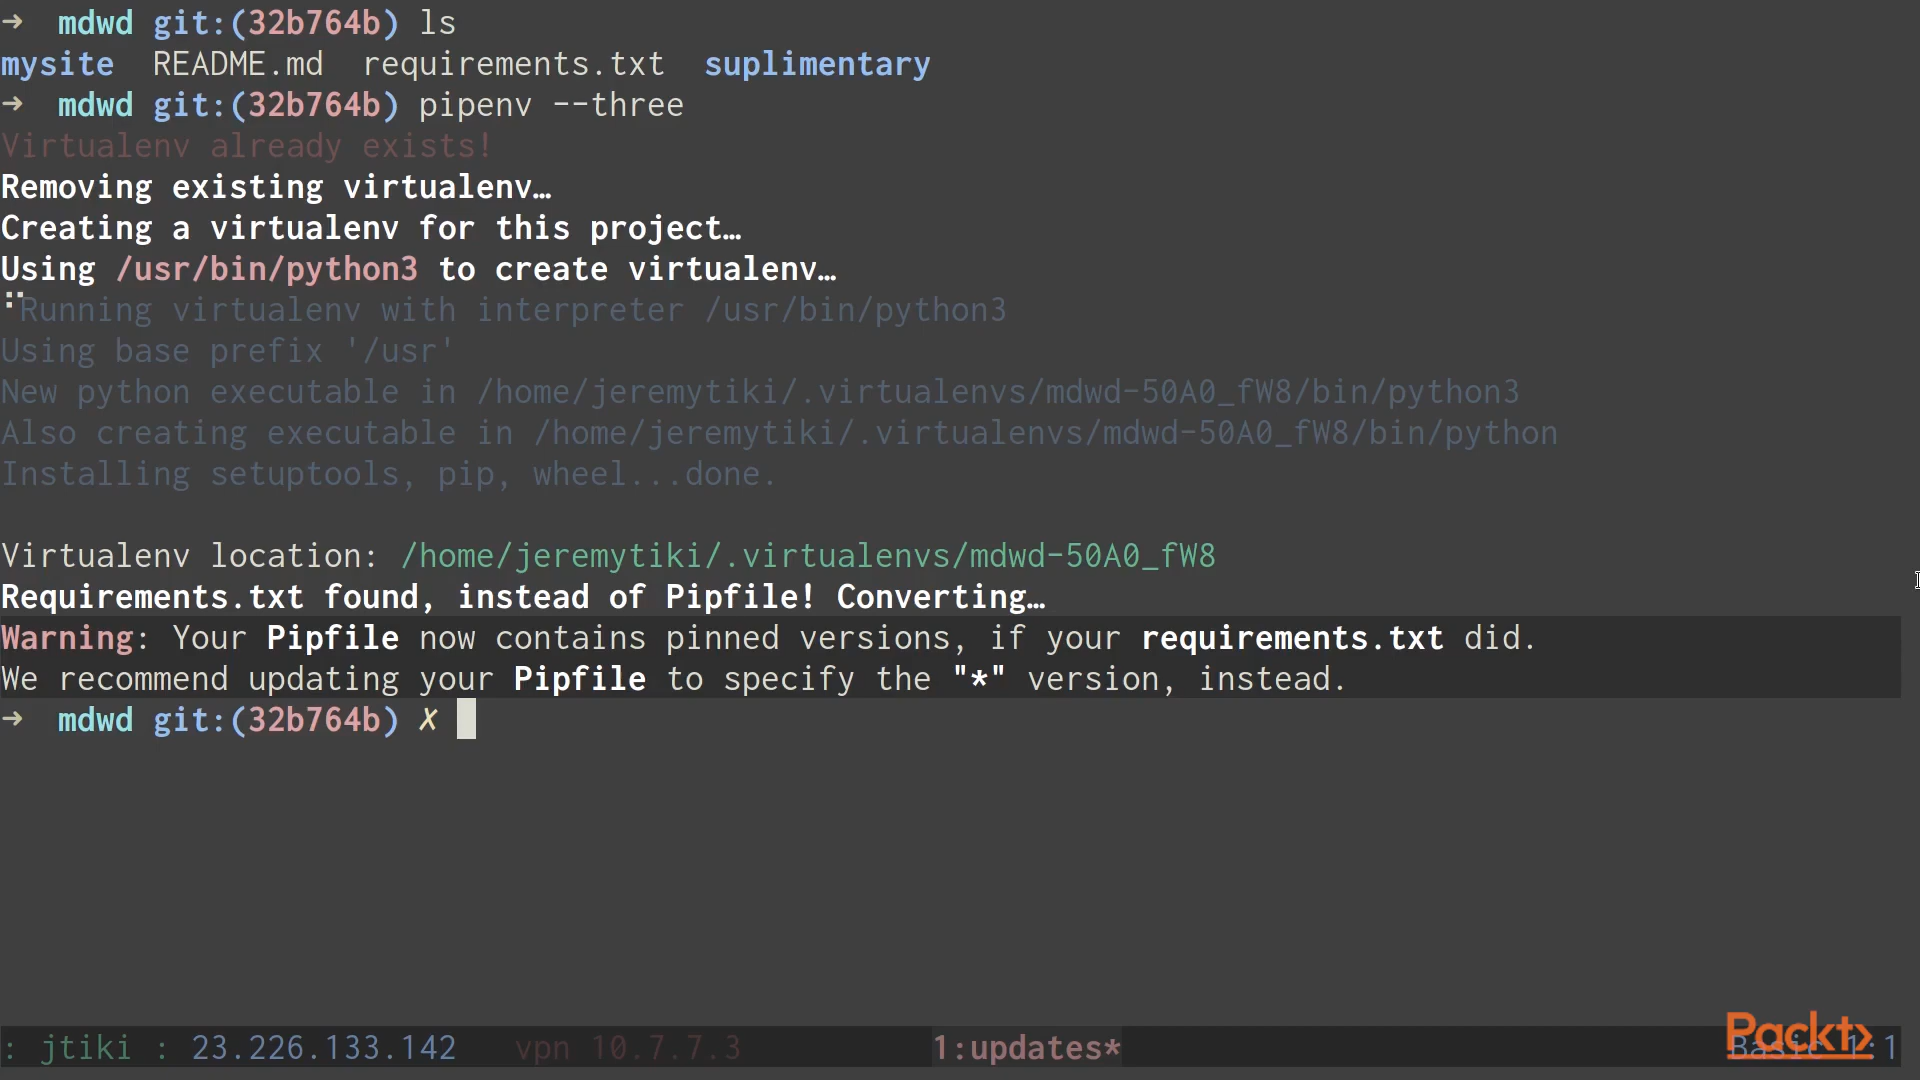 ➜  mdwd git:(32b764b) ls
mysite  README.md  requirements.txt  suplimentary
➜  mdwd git:(32b764b) pipenv --three
Virtualenv already exists!
Removing existing virtualenv…
Creating a virtualenv for this project…
Using /usr/bin/python3 to create virtualenv…
⠋Running virtualenv with interpreter /usr/bin/python3
Using base prefix '/usr'
New python executable in /home/jeremytiki/.virtualenvs/mdwd-50A0_fW8/bin/python3
Also creating executable in /home/jeremytiki/.virtualenvs/mdwd-50A0_fW8/bin/python
Installing setuptools, pip, wheel...done.
Virtualenv location: /home/jeremytiki/.virtualenvs/mdwd-50A0_fW8
Requirements.txt found, instead of Pipfile! Converting…
Warning: Your Pipfile now contains pinned versions, if your requirements.txt did.
We recommend updating your Pipfile to specify the "*" version, instead.
➜  mdwd git:(32b764b) ✗
: jtiki : 23.226.133.142   vpn 10.7.7.3   1:updates*   Basic 1:1
Packt>